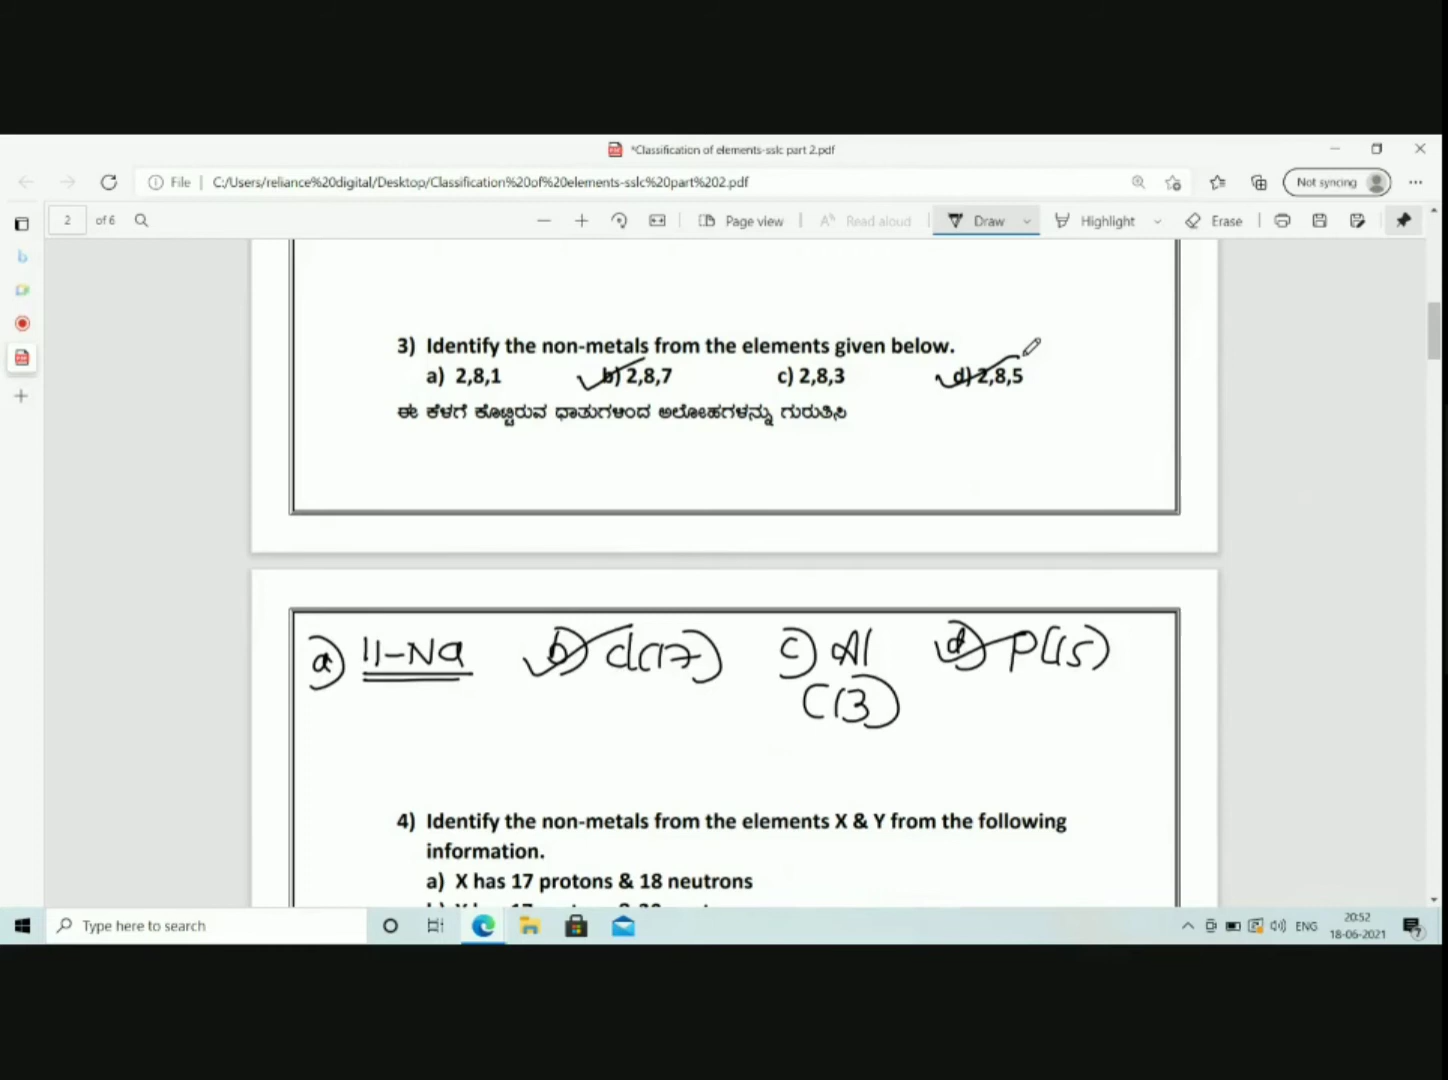 *Classification of elements-sslc part 2.pdf
File | C:/Users/reliance%20digital/Desktop/Classification%20of%20elements-sslc%20part%202.pdf
Not syncing
2 of 6
Page view
Read aloud
Draw
Highlight
Erase
3) Identify the non-metals from the elements given below.
a) 2,8,1 b) 2,8,7 c) 2,8,3 d) 2,8,5
ಈ ಕೆಳಗೆ ಕೊಟ್ಟಿರುವ ಧಾತುಗಳಿಂದ ಅಲೋಹಗಳನ್ನು ಗುರುತಿಸಿ
a) 11-Na b) Cl(17) c) Al d) P(15)
(13)
4) Identify the non-metals from the elements X & Y from the following
information.
a) X has 17 protons & 18 neutrons
Type here to search
ENG
20:52
18-06-2021
7